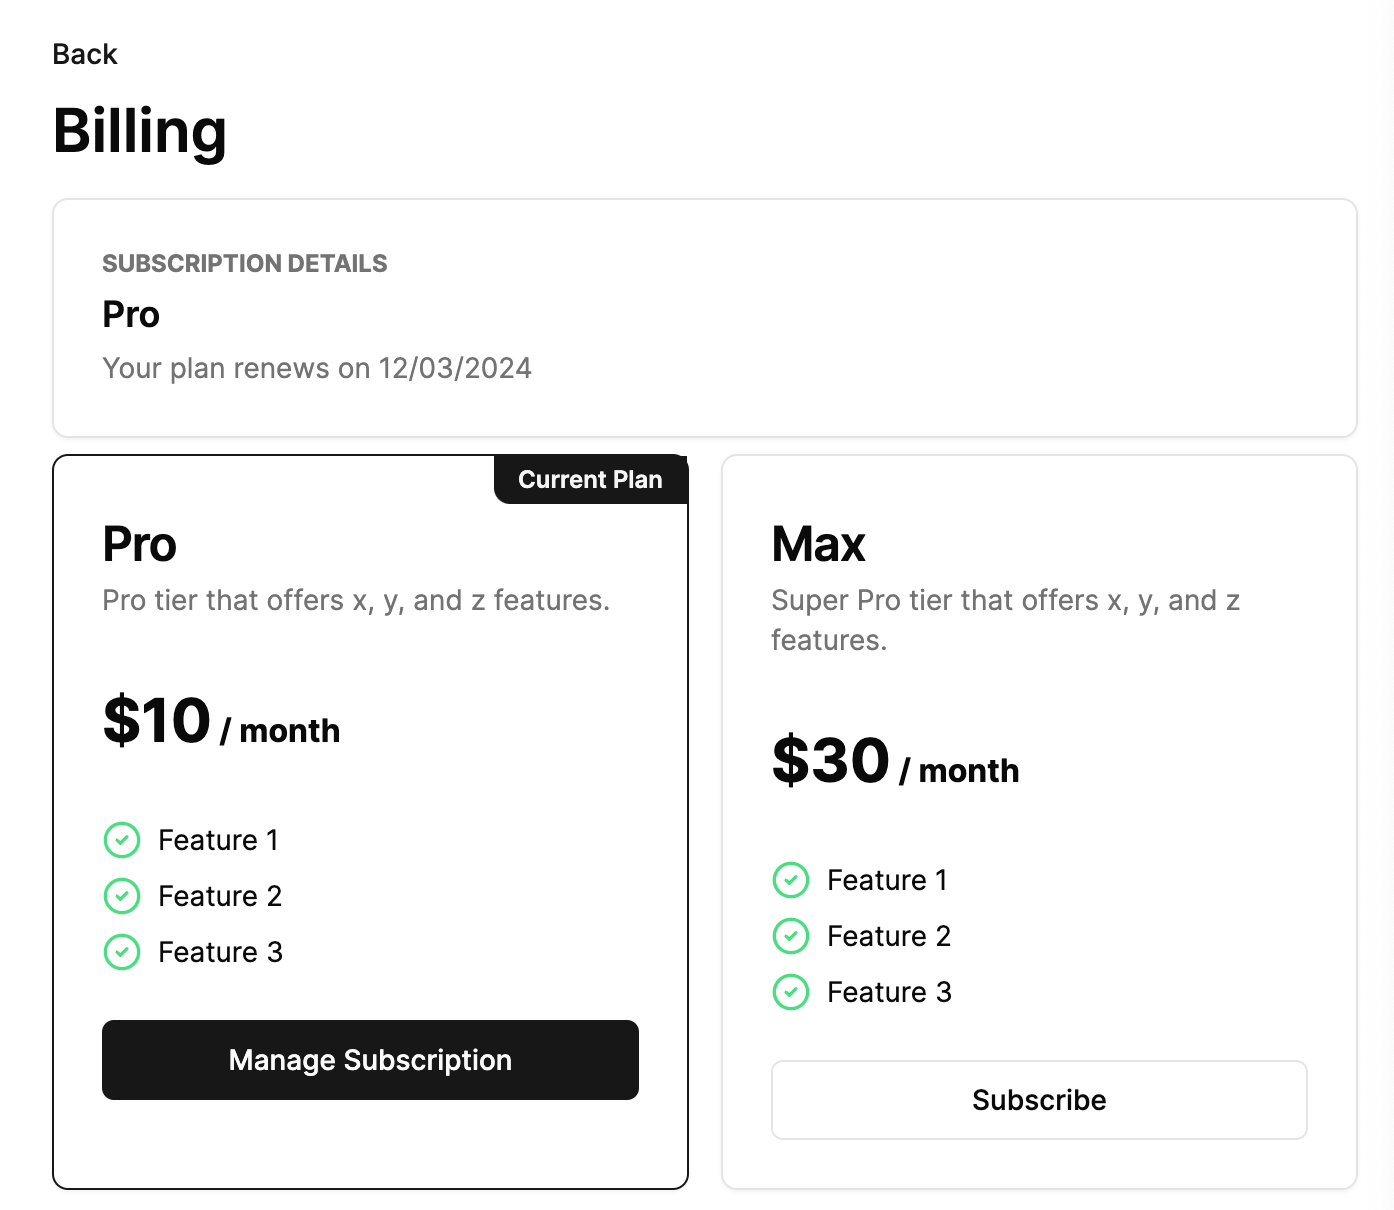 Back
Billing
SUBSCRIPTION DETAILS
Pro
Your plan renews on 12/03/2024
Current Plan
Pro
Pro tier that offers x, y, and z features.
$10 / month
Feature 1
Feature 2
Feature 3
Manage Subscription
Max
Super Pro tier that offers x, y, and z
features.
$30 / month
Feature 1
Feature 2
Feature 3
Subscribe